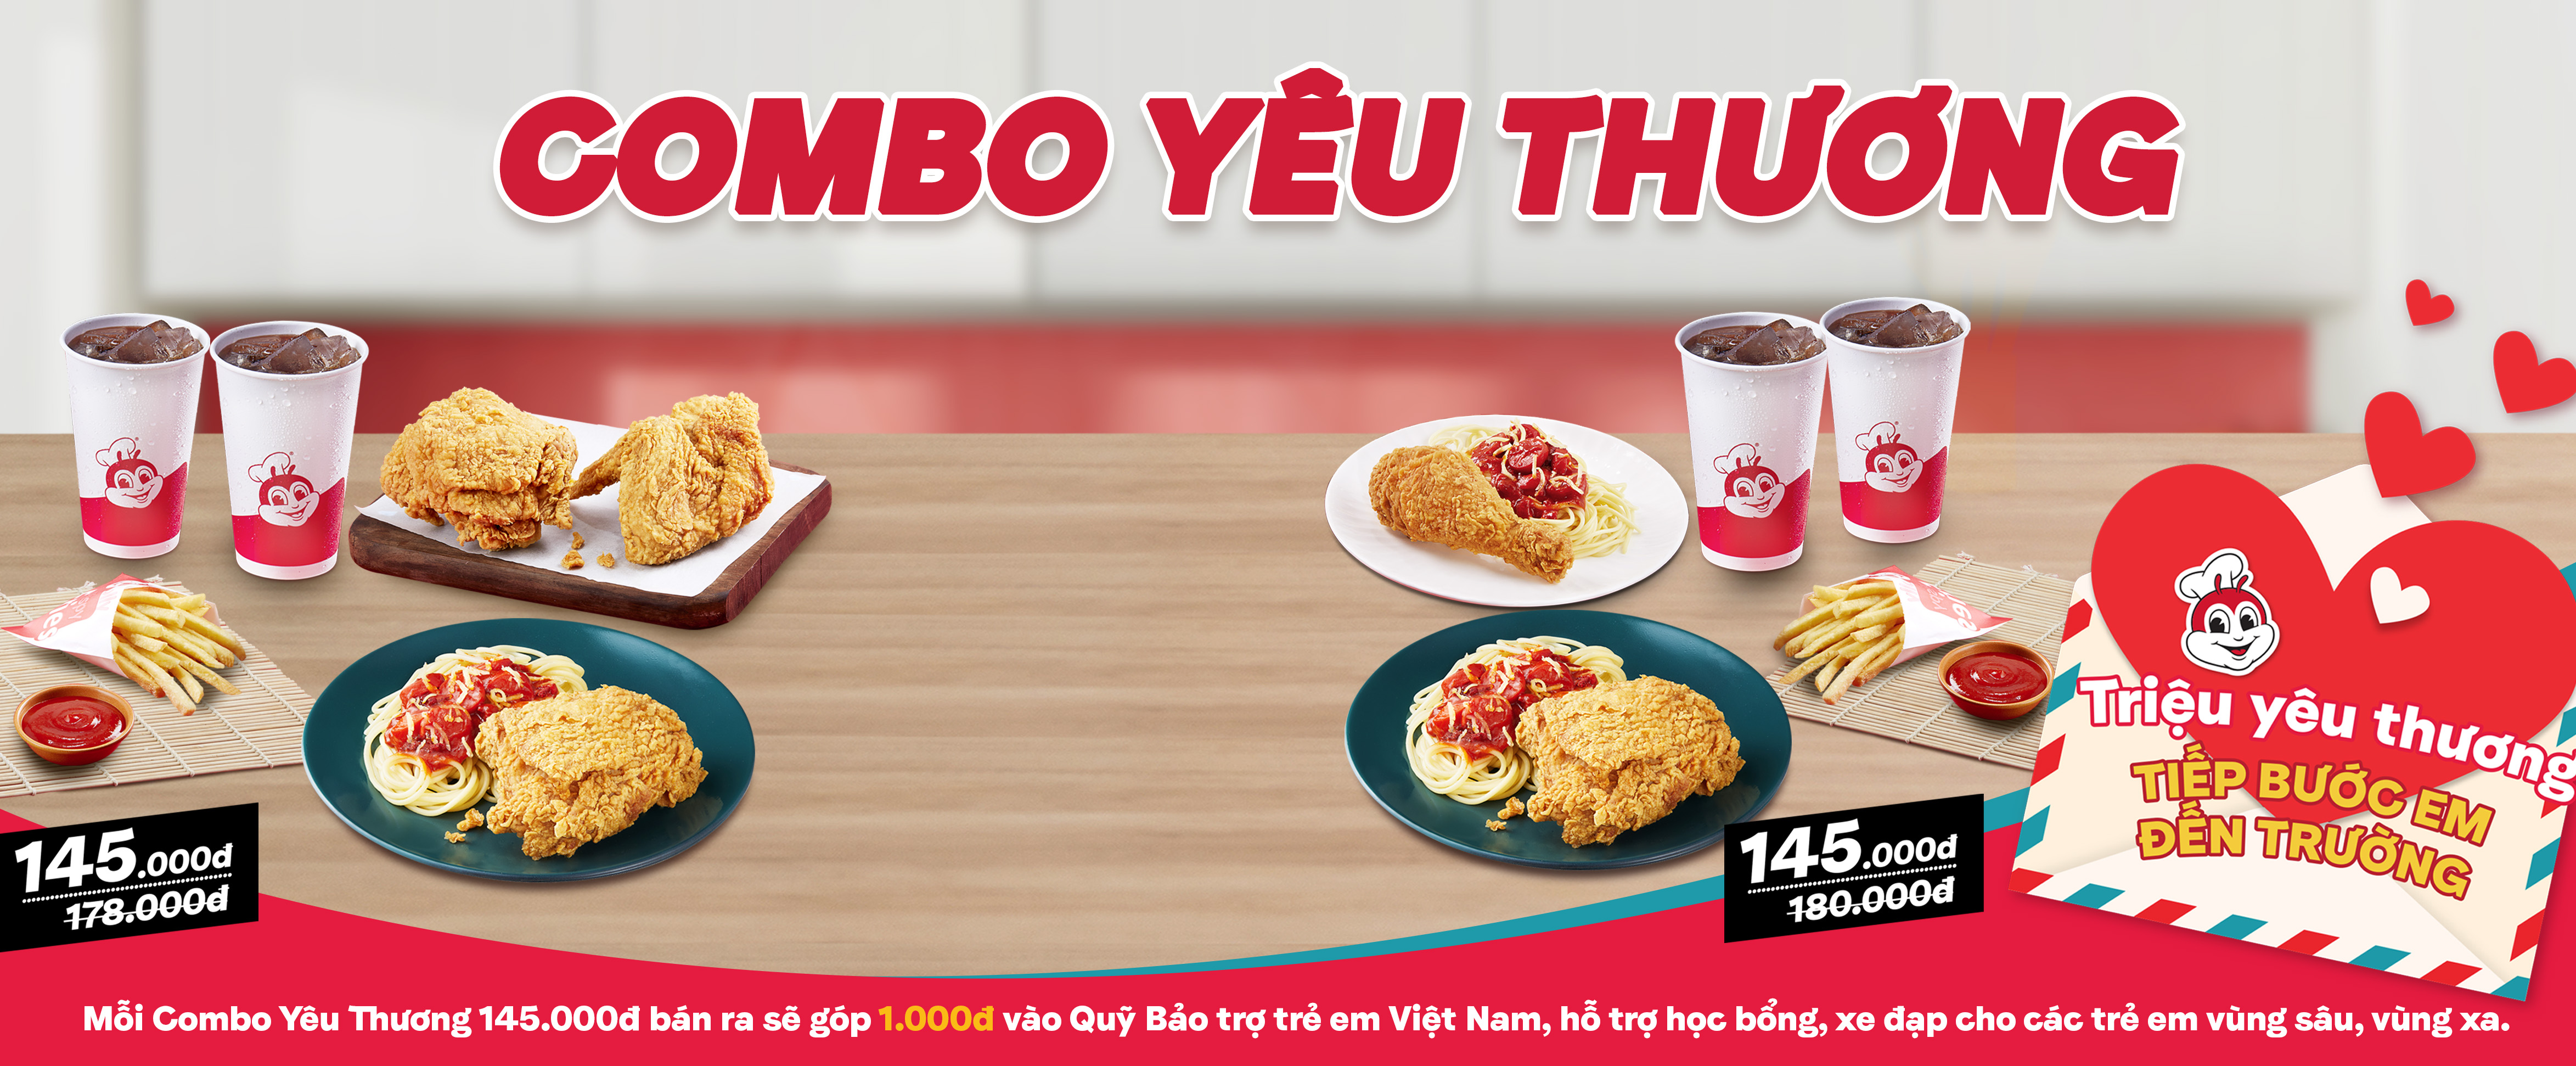 COMBO YÊU THƯƠNG
145.000đ
178.000đ
145.000đ
180.000đ
Triệu yêu thương
TIẾP BƯỚC EM
ĐẾN TRƯỜNG
Mỗi Combo Yêu Thương 145.000đ bán ra sẽ góp 1.000đ vào Quỹ Bảo trợ trẻ em Việt Nam, hỗ trợ học bổng, xe đạp cho các trẻ em vùng sâu, vùng xa.